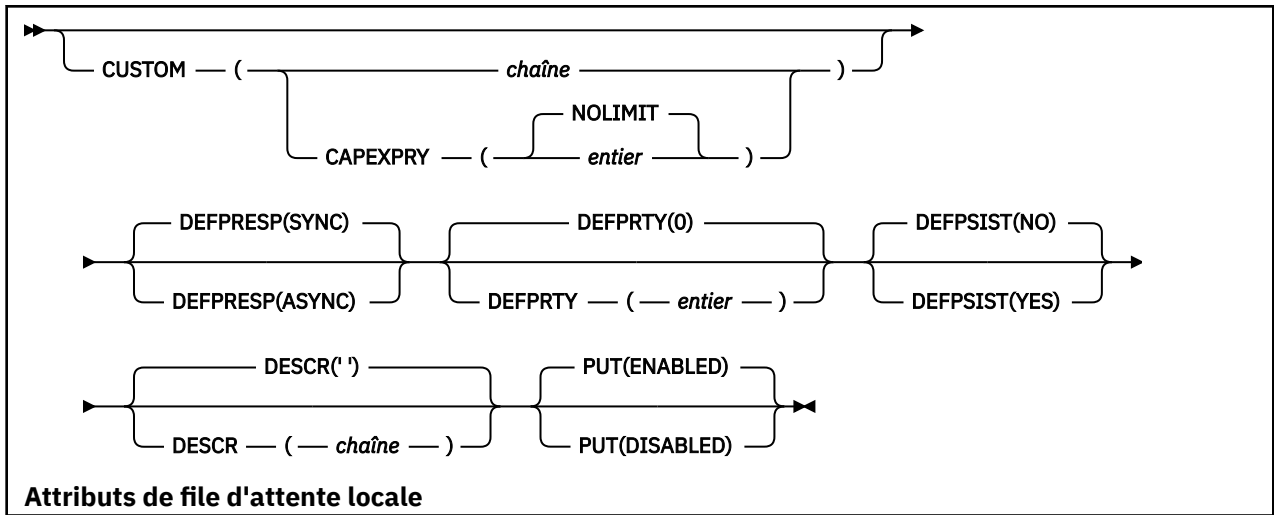 CUSTOM ( chaîne )
NOLIMIT
CAPEXPRY ( entier )
DEFPRESP(SYNC) DEFPRTY(0) DEFPSIST(NO)
DEFPRESP(ASYNC) DEFPRTY ( entier ) DEFPSIST(YES)
DESCR(' ') PUT(ENABLED)
DESCR ( chaîne ) PUT(DISABLED)
Attributs de file d'attente locale